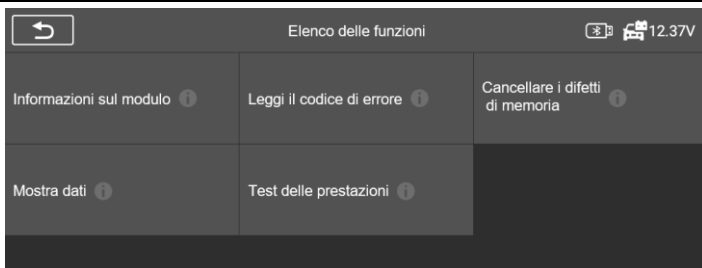 Elenco delle funzioni
12.37V
Informazioni sul modulo
Leggi il codice di errore
Cancellare i difetti
di memoria
Mostra dati
Test delle prestazioni